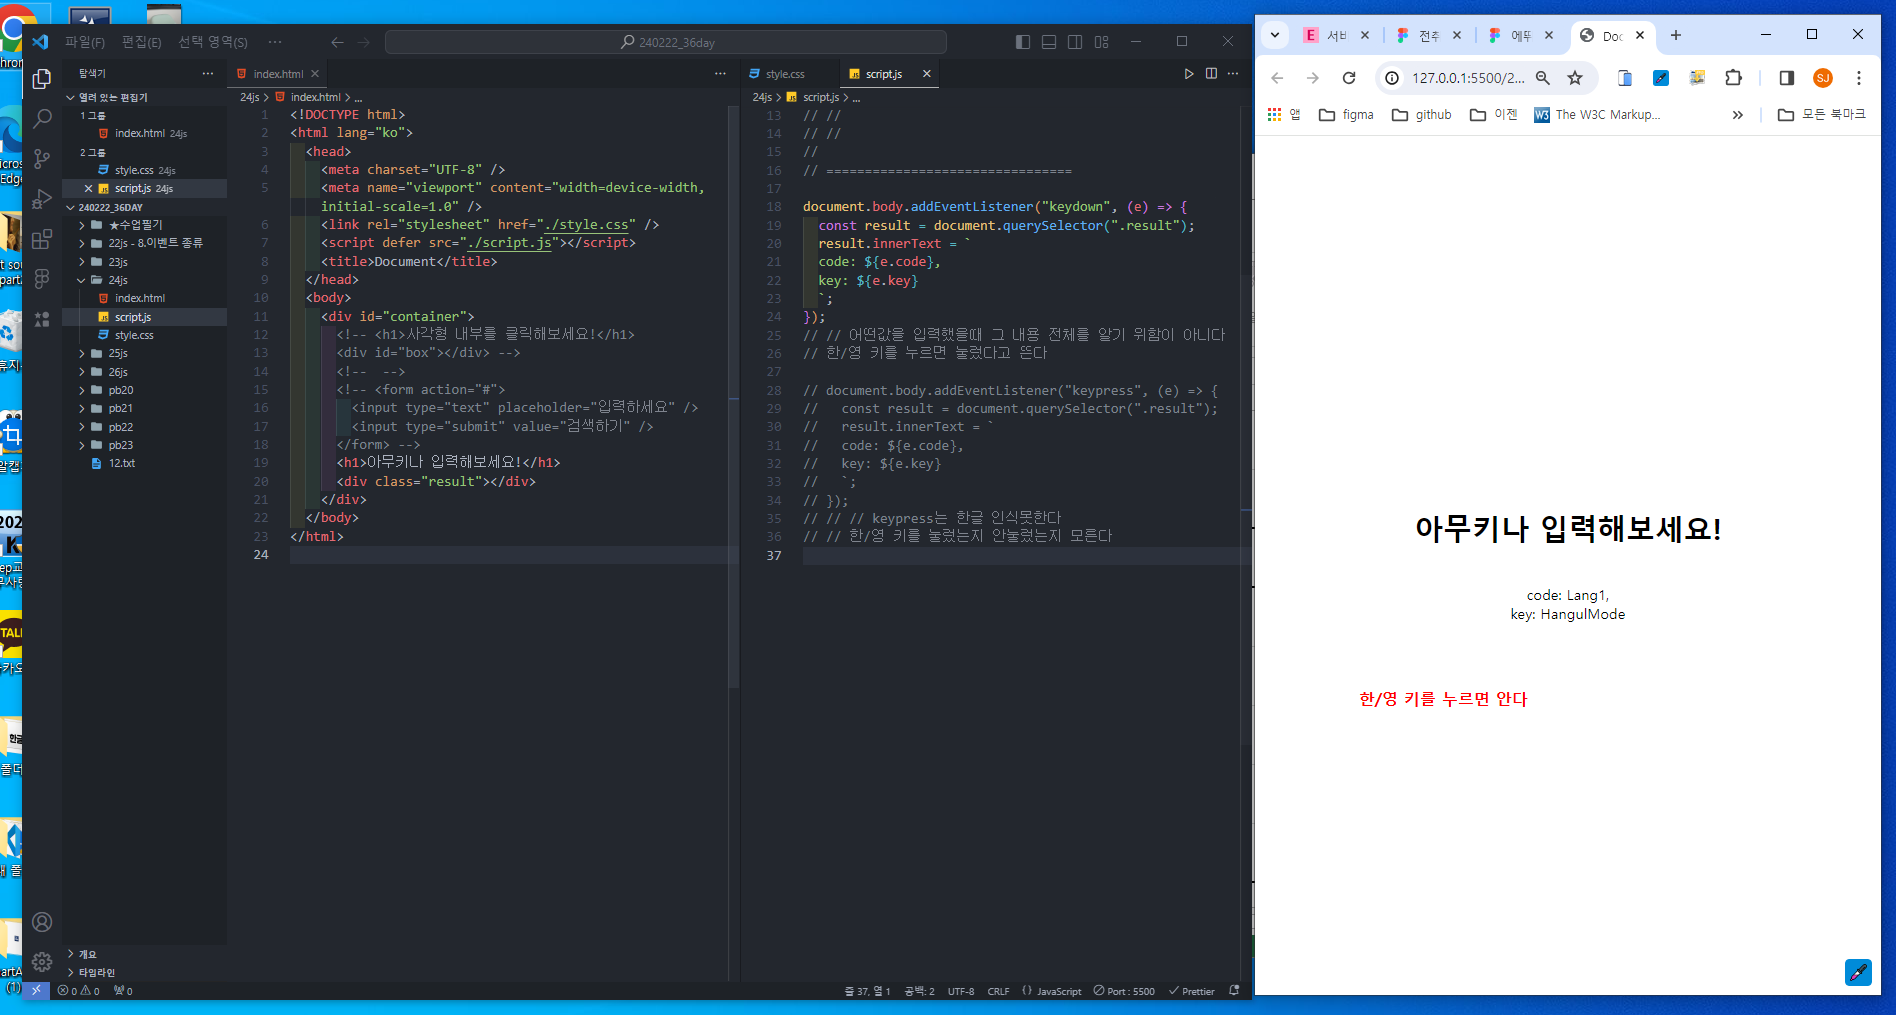 파일(F) 편집(E) 선택 영역(S) ···
240222_36day
탐색기 ···
열려 있는 편집기
1 그룹
index.html 24js
2 그룹
style.css 24js
script.js 24js
240222_36DAY
★수업필기
22js - 8.이벤트 종류
23js
24js
index.html
script.js
style.css
25js
26js
pb20
pb21
pb22
pb23
12.txt
개요
타임라인
index.html
24js > index.html > ...
1 <!DOCTYPE html>
2 <html lang="ko">
3 <head>
4 <meta charset="UTF-8" />
5 <meta name="viewport" content="width=device-width,
initial-scale=1.0" />
6 <link rel="stylesheet" href="./style.css" />
7 <script defer src="./script.js"></script>
8 <title>Document</title>
9 </head>
10 <body>
11 <div id="container">
12 <!-- <h1>사각형 내부를 클릭해보세요!</h1>
13 <div id="box"></div> -->
14 <!--  -->
15 <!-- <form action="#">
16 <input type="text" placeholder="입력하세요" />
17 <input type="submit" value="검색하기" />
18 </form> -->
19 <h1>아무키나 입력해보세요!</h1>
20 <div class="result"></div>
21 </div>
22 </body>
23 </html>
24
style.css script.js
24js > script.js > ...
13 // //
14 // //
15 //
16 // ================================
17
18 document.body.addEventListener("keydown", (e) => {
19 const result = document.querySelector(".result");
20 result.innerText = `
21 code: ${e.code},
22 key: ${e.key}
23 `;
24 });
25 // // 어떤값을 입력했을때 그 내용 전체를 알기 위함이 아니다
26 // 한/영 키를 누르면 눌렀다고 뜬다
27
28 // document.body.addEventListener("keypress", (e) => {
29 //   const result = document.querySelector(".result");
30 //   result.innerText = `
31 //   code: ${e.code},
32 //   key: ${e.key}
33 //   `;
34 // });
35 // // // keypress는 한글 인식못한다
36 // // 한/영 키를 눌렀는지 안눌렀는지 모른다
37
0 0 0
줄 37, 열 1 공백: 2 UTF-8 CRLF {} JavaScript Port : 5500 Prettier
E 서비 전추 에뚜 Doc
127.0.0.1:5500/2...
SJ
앱 figma github 이젠 W3 The W3C Markup... 모든 북마크
아무키나 입력해보세요!
code: Lang1,
key: HangulMode
한/영 키를 누르면 안다